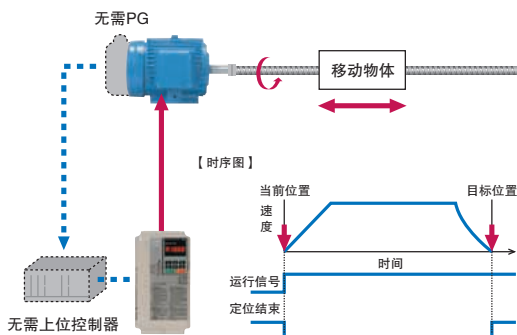 无需PG
移动物体
【时序图】
当前位置
目标位置
速度
时间
运行信号
定位结束
无需上位控制器